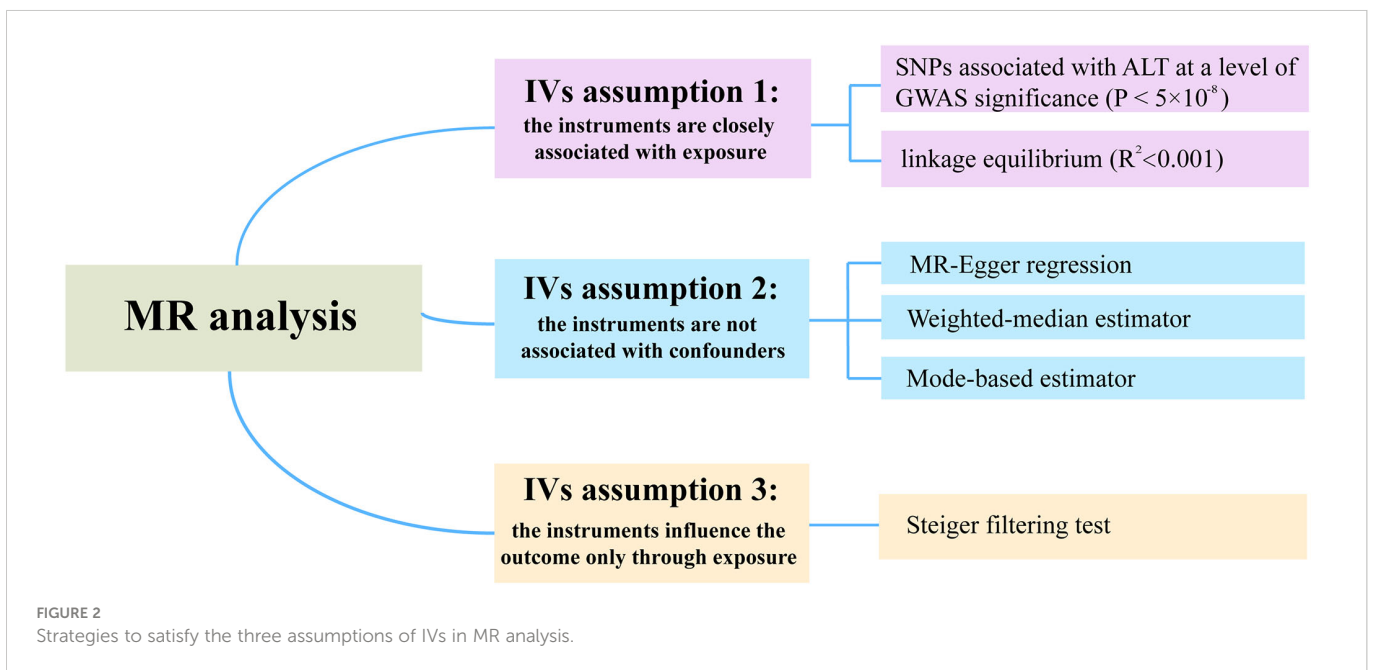 MR analysis
IVs assumption 1:
the instruments are closely
associated with exposure
SNPs associated with ALT at a level of
GWAS significance (P < 5×10⁻⁸)
linkage equilibrium (R²<0.001)
IVs assumption 2:
the instruments are not
associated with confounders
MR-Egger regression
Weighted-median estimator
Mode-based estimator
IVs assumption 3:
the instruments influence the
outcome only through exposure
Steiger filtering test
FIGURE 2
Strategies to satisfy the three assumptions of IVs in MR analysis.